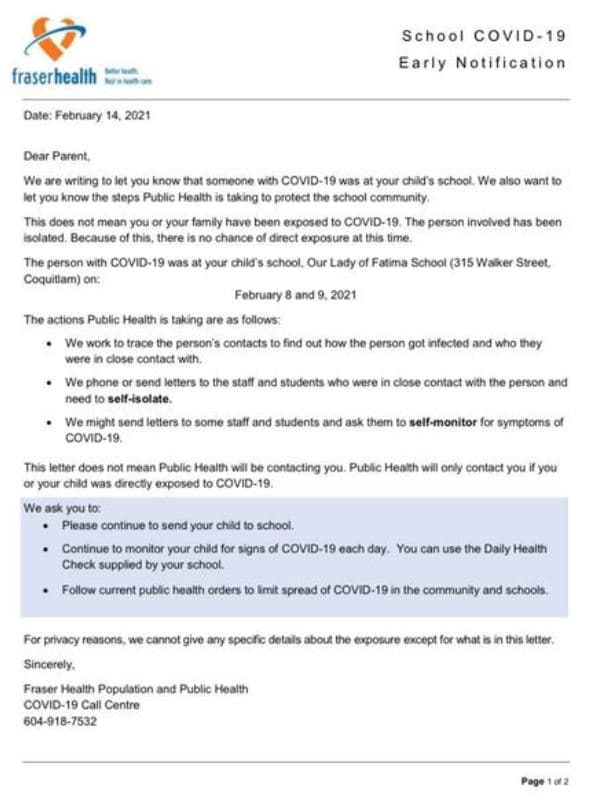 School COVID-19
Early Notification
fraserhealth
Better health.
Best in health care.
Date: February 14, 2021
Dear Parent,
We are writing to let you know that someone with COVID-19 was at your child's school. We also want to
let you know the steps Public Health is taking to protect the school community.
This does not mean you or your family have been exposed to COVID-19. The person involved has been
isolated. Because of this, there is no chance of direct exposure at this time.
The person with COVID-19 was at your child's school, Our Lady of Fatima School (315 Walker Street,
Coquitlam) on:
February 8 and 9, 2021
The actions Public Health is taking are as follows:
• We work to trace the person's contacts to find out how the person got infected and who they
were in close contact with.
• We phone or send letters to the staff and students who were in close contact with the person and
need to self-isolate.
• We might send letters to some staff and students and ask them to self-monitor for symptoms of
COVID-19.
This letter does not mean Public Health will be contacting you. Public Health will only contact you if you
or your child was directly exposed to COVID-19.
We ask you to:
• Please continue to send your child to school.
• Continue to monitor your child for signs of COVID-19 each day. You can use the Daily Health
Check supplied by your school.
• Follow current public health orders to limit spread of COVID-19 in the community and schools.
For privacy reasons, we cannot give any specific details about the exposure except for what is in this letter.
Sincerely,
Fraser Health Population and Public Health
COVID-19 Call Centre
604-918-7532
Page 1 of 2